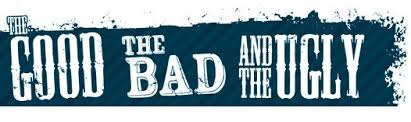 THE GOOD THE BAD AND THE UGLY